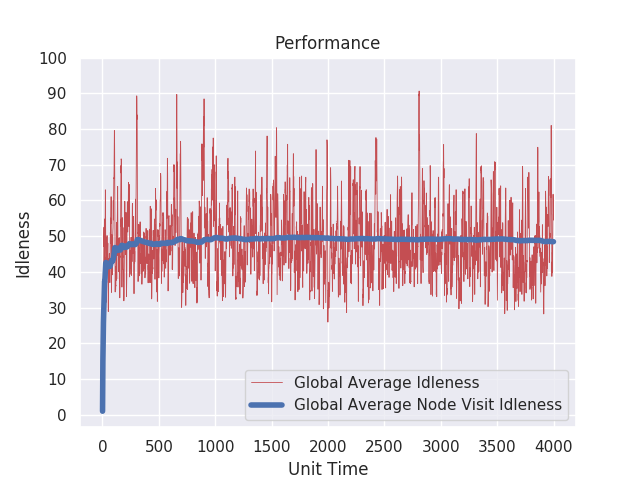 Performance
100
90
80
70
60
50
40
30
20
10
0
Idleness
Global Average Idleness
Global Average Node Visit Idleness
0 500 1000 1500 2000 2500 3000 3500 4000
Unit Time